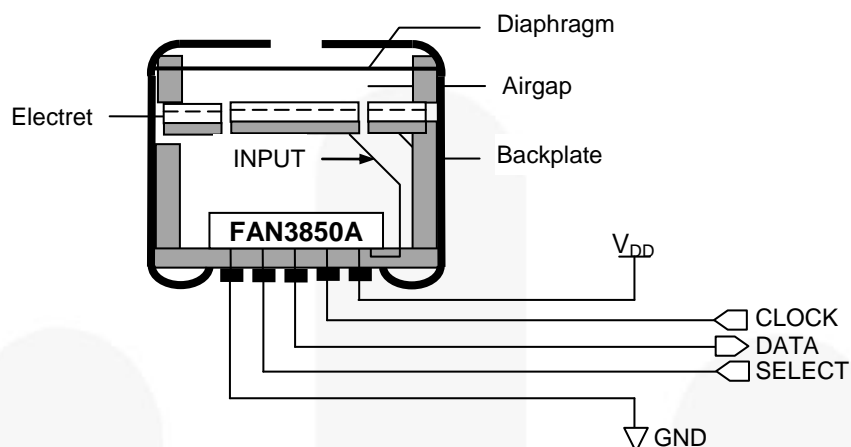 Diaphragm
Airgap
Electret
INPUT
Backplate
FAN3850A
VDD
CLOCK
DATA
SELECT
GND